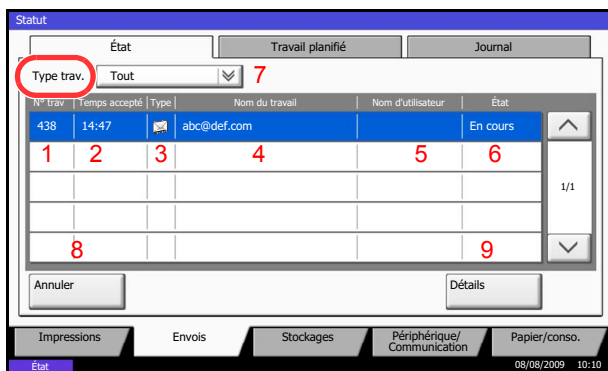 Statut
État Travail planifié Journal
Type trav. Tout 7
N° trav Temps accepté Type Nom du travail Nom d'utilisateur État
438 14:47 abc@def.com En cours
1 2 3 4 5 6
1/1
8 9
Annuler Détails
Impressions Envois Stockages Périphérique/ Communication Papier/conso.
État 08/08/2009 10:10